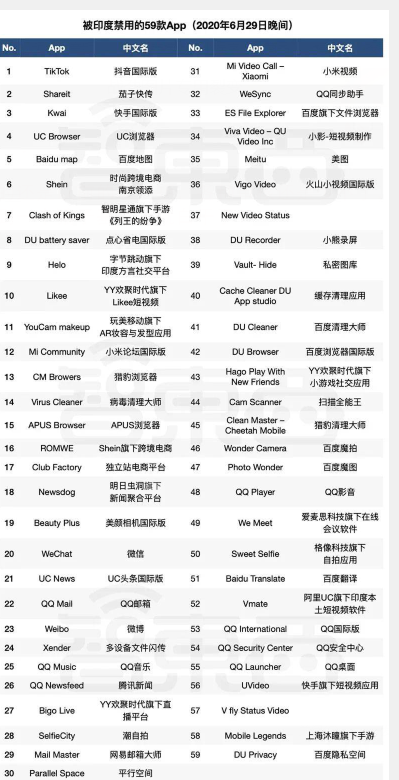 被印度禁用的59款App（2020年6月29日晚间）
No. App 中文名 No. App 中文名
1 TikTok 抖音国际版 31 Mi Video Call – Xiaomi 小米视频
2 Shareit 茄子快传 32 WeSync QQ同步助手
3 Kwai 快手国际版 33 ES File Explorer 百度旗下文件浏览器
4 UC Browser UC浏览器 34 Viva Video – QU Video Inc 小影-短视频制作
5 Baidu map 百度地图 35 Meitu 美图
6 Shein 时尚跨境电商 南京领添 36 Vigo Video 火山小视频国际版
7 Clash of Kings 智明星通旗下手游 《列王的纷争》 37 New Video Status
8 DU battery saver 点心省电国际版 38 DU Recorder 小熊录屏
9 Helo 字节跳动旗下 印度方言社交平台 39 Vault- Hide 私密图库
10 Likee YY欢聚时代旗下 Likee短视频 40 Cache Cleaner DU App studio 缓存清理应用
11 YouCam makeup 玩美移动旗下 AR妆容与发型应用 41 DU Cleaner 百度清理大师
12 Mi Community 小米论坛国际版 42 DU Browser 百度浏览器国际版
13 CM Browers 猎豹浏览器 43 Hago Play With New Friends YY欢聚时代旗下 小游戏社交应用
14 Virus Cleaner 病毒清理大师 44 Cam Scanner 扫描全能王
15 APUS Browser APUS浏览器 45 Clean Master – Cheetah Mobile 猎豹清理大师
16 ROMWE Shein旗下跨境电商 46 Wonder Camera 百度魔拍
17 Club Factory 独立站电商平台 47 Photo Wonder 百度魔图
18 Newsdog 明日虫洞旗下 新闻聚合平台 48 QQ Player QQ影音
19 Beauty Plus 美颜相机国际版 49 We Meet 爱麦思科技旗下在线 会议软件
20 WeChat 微信 50 Sweet Selfie 格像科技旗下 自拍应用
21 UC News UC头条国际版 51 Baidu Translate 百度翻译
22 QQ Mail QQ邮箱 52 Vmate 阿里UC旗下印度本 土短视频软件
23 Weibo 微博 53 QQ International QQ国际版
24 Xender 多设备文件闪传 54 QQ Security Center QQ安全中心
25 QQ Music QQ音乐 55 QQ Launcher QQ桌面
26 QQ Newsfeed 腾讯新闻 56 UVideo 快手旗下短视频应用
27 Bigo Live YY欢聚时代旗下直 播平台 57 V fly Status Video
28 SelfieCity 潮自拍 58 Mobile Legends 上海沐瞳旗下手游
29 Mail Master 网易邮箱大师 59 DU Privacy 百度隐私空间
30 Parallel Space 平行空间
智东西
智东西